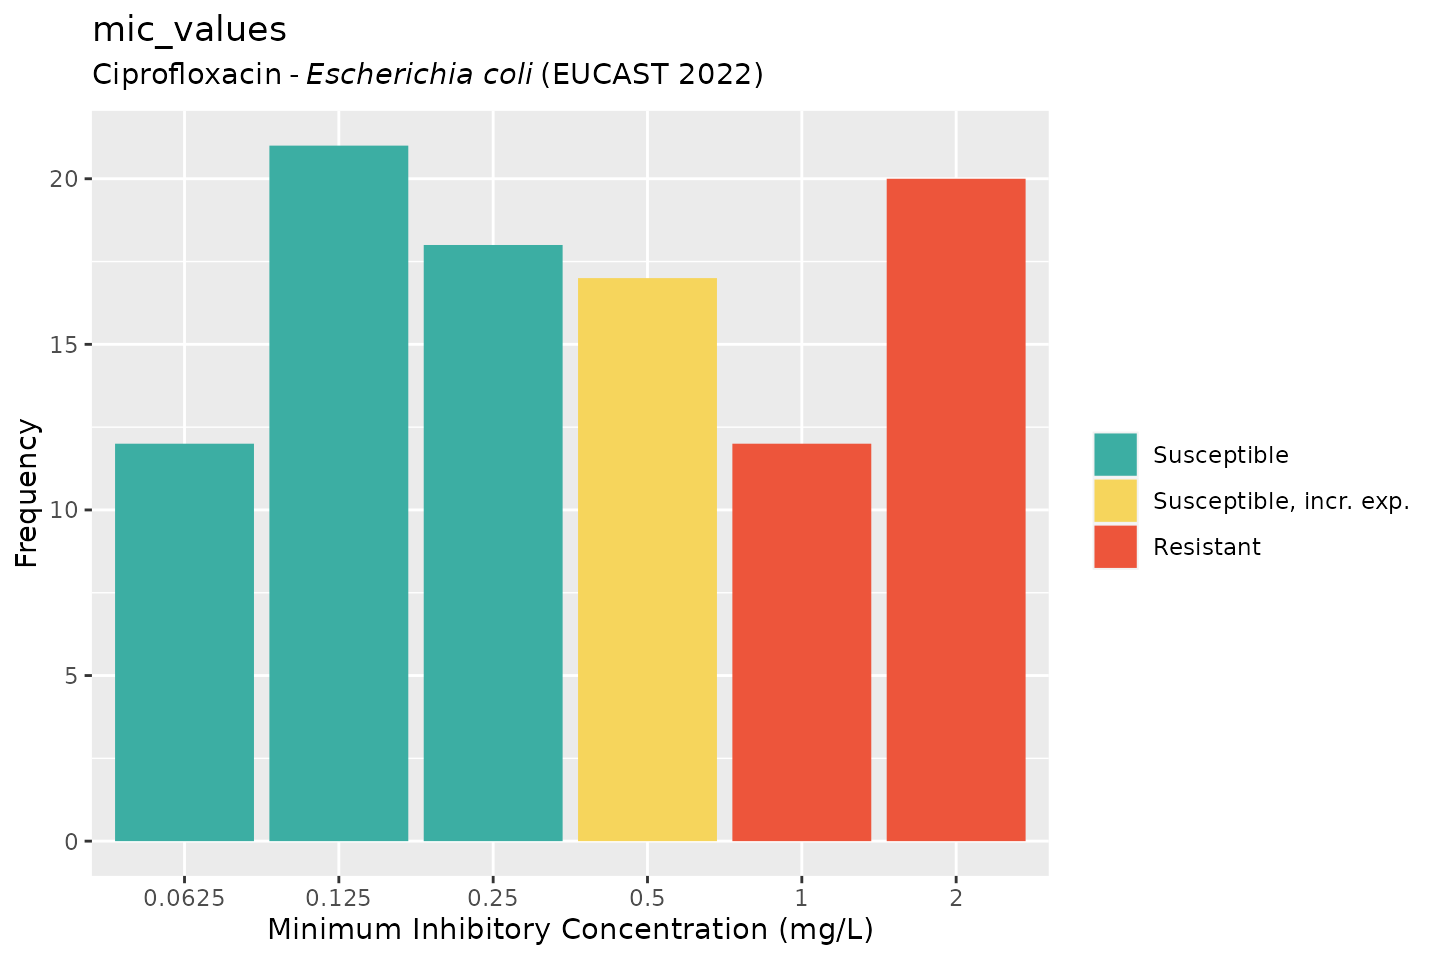 mic_values
Ciprofloxacin - Escherichia coli (EUCAST 2022)
Frequency
20
15
10
5
0
0.0625 0.125 0.25 0.5 1 2
Minimum Inhibitory Concentration (mg/L)
Susceptible
Susceptible, incr. exp.
Resistant